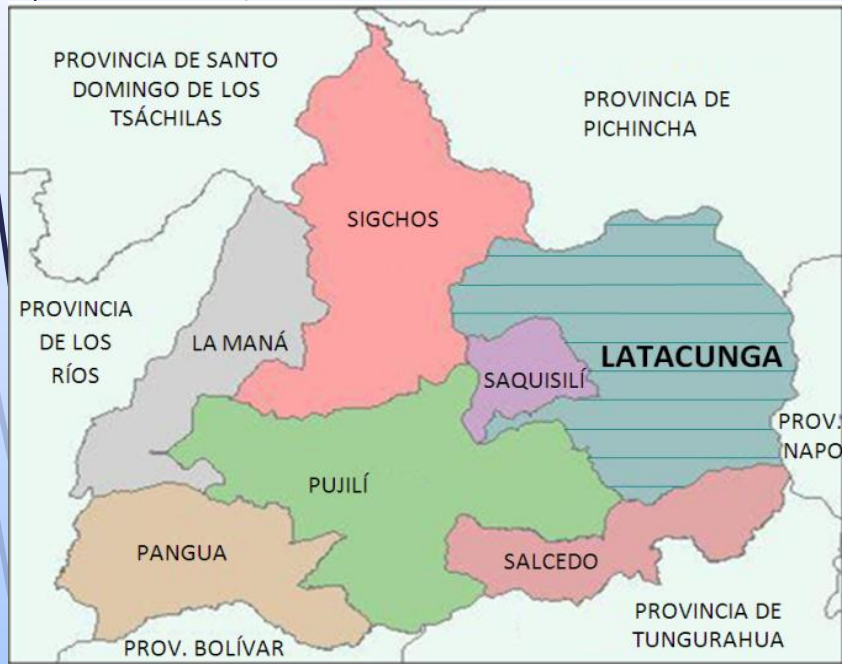 PROVINCIA DE SANTO
DOMINGO DE LOS
TSÁCHILAS
PROVINCIA DE
PICHINCHA
SIGCHOS
PROVINCIA
DE LOS
RÍOS
LA MANÁ
SAQUISILÍ
LATACUNGA
PROV.
NAPO
PUJILÍ
PANGUA
SALCEDO
PROV. BOLÍVAR
PROVINCIA DE
TUNGURAHUA